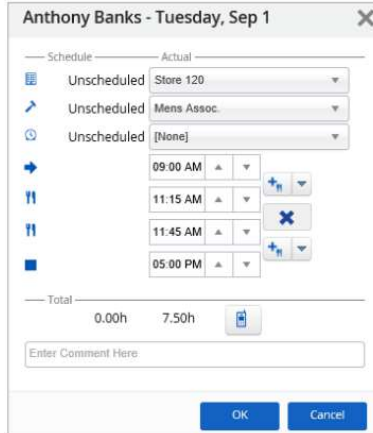 Anthony Banks - Tuesday, Sep 1
Schedule Actual
Unscheduled Store 120
Unscheduled Mens Assoc.
Unscheduled [None]
09:00 AM
11:15 AM
11:45 AM
05:00 PM
Total
0.00h 7.50h
Enter Comment Here
OK Cancel